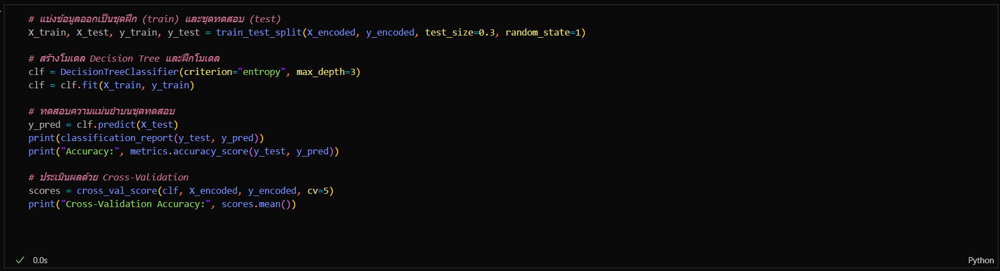 # แบ่งข้อมูลออกเป็นชุดฝึก (train) และชุดทดสอบ (test)
X_train, X_test, y_train, y_test = train_test_split(X_encoded, y_encoded, test_size=0.3, random_state=1)
# สร้างโมเดล Decision Tree และฝึกโมเดล
clf = DecisionTreeClassifier(criterion="entropy", max_depth=3)
clf = clf.fit(X_train, y_train)
# ทดสอบความแม่นยำบนชุดทดสอบ
y_pred = clf.predict(X_test)
print(classification_report(y_test, y_pred))
print("Accuracy:", metrics.accuracy_score(y_test, y_pred))
# ประเมินผลด้วย Cross-Validation
scores = cross_val_score(clf, X_encoded, y_encoded, cv=5)
print("Cross-Validation Accuracy:", scores.mean())
0.0s
Python